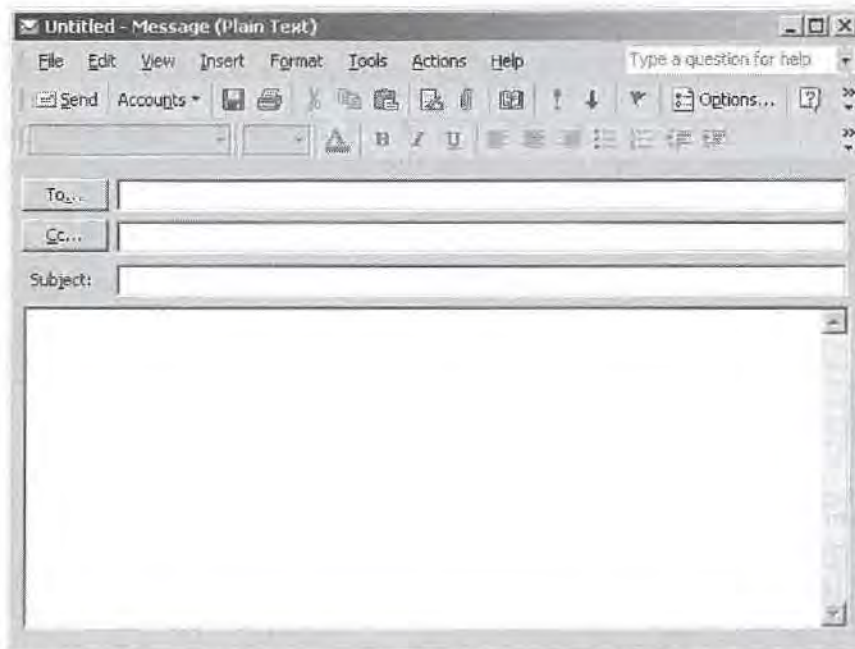 Untitled - Message (Plain Text)
File Edit View Insert Format Tools Actions Help Type a question for help
Send Accounts Options...
A B I U
To...
Cc...
Subject: